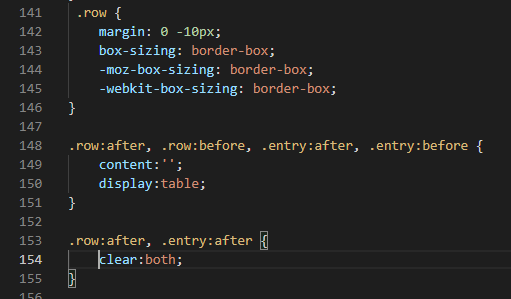 141 .row {
142 margin: 0 -10px;
143 box-sizing: border-box;
144 -moz-box-sizing: border-box;
145 -webkit-box-sizing: border-box;
146 }
147
148 .row:after, .row:before, .entry:after, .entry:before {
149 content:'';
150 display:table;
151 }
152
153 .row:after, .entry:after {
154 clear:both;
155 }
156